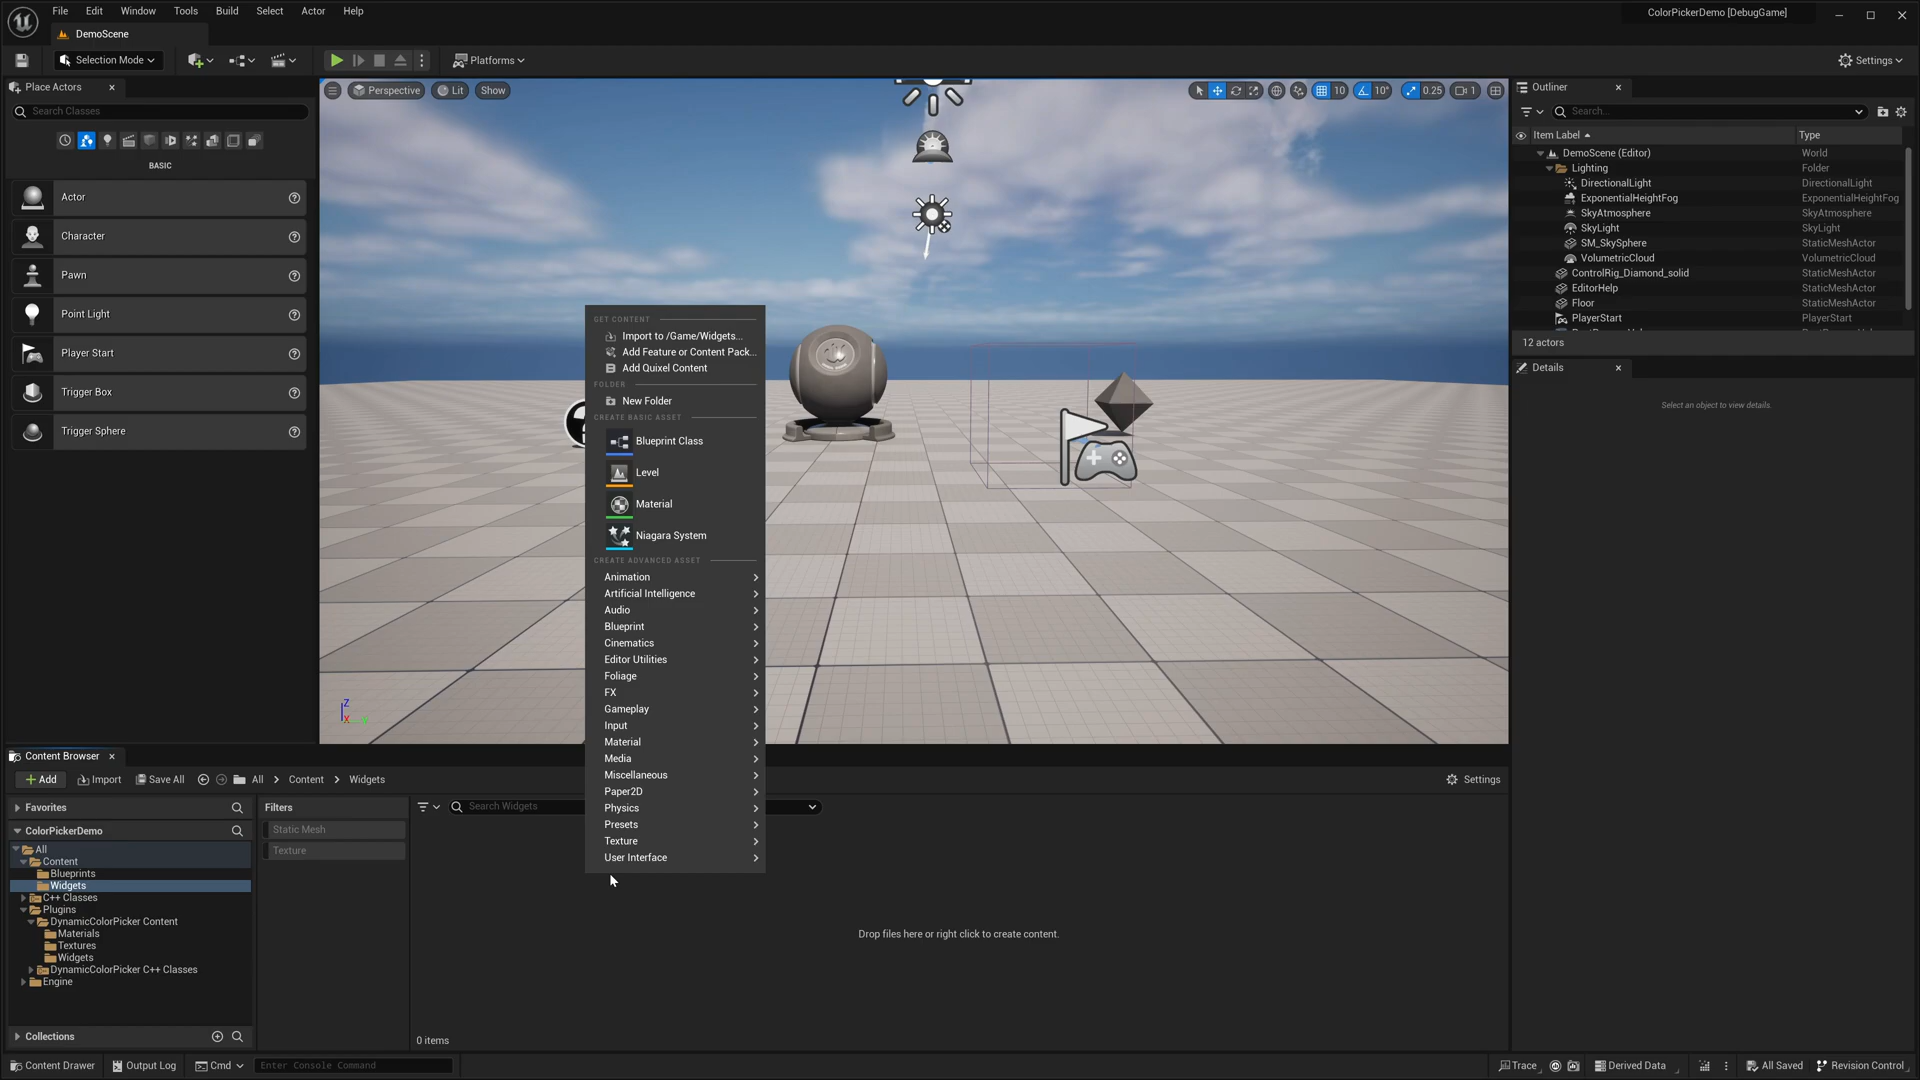 File Edit Window Tools Build Select Actor Help
ColorPickerDemo [DebugGame]
DemoScene
Selection Mode
Platforms
Settings
Place Actors
Search Classes
BASIC
Actor
Character
Pawn
Point Light
Player Start
Trigger Box
Trigger Sphere
Perspective Lit Show
10 10° 0.25 1
GET CONTENT
Import to /Game/Widgets...
Add Feature or Content Pack...
Add Quixel Content
FOLDER
New Folder
CREATE BASIC ASSET
Blueprint Class
Level
Material
Niagara System
CREATE ADVANCED ASSET
Animation
Artificial Intelligence
Audio
Blueprint
Cinematics
Editor Utilities
Foliage
FX
Gameplay
Input
Material
Media
Miscellaneous
Paper2D
Physics
Presets
Texture
User Interface
Z
X Y
Outliner
Search...
Item Label Type
DemoScene (Editor) World
Lighting Folder
DirectionalLight DirectionalLight
ExponentialHeightFog ExponentialHeightFog
SkyAtmosphere SkyAtmosphere
SkyLight SkyLight
SM_SkySphere StaticMeshActor
VolumetricCloud VolumetricCloud
ControlRig_Diamond_solid StaticMeshActor
EditorHelp StaticMeshActor
Floor StaticMeshActor
PlayerStart PlayerStart
12 actors
Details
Select an object to view details.
Content Browser
Add Import Save All All > Content > Widgets
Settings
Favorites
ColorPickerDemo
All
Content
Blueprints
Widgets
C++ Classes
Plugins
DynamicColorPicker Content
Materials
Textures
Widgets
DynamicColorPicker C++ Classes
Engine
Collections
Filters
Static Mesh
Texture
Search Widgets
Drop files here or right click to create content.
0 items
Content Drawer Output Log Cmd Enter Console Command
Trace Derived Data All Saved Revision Control